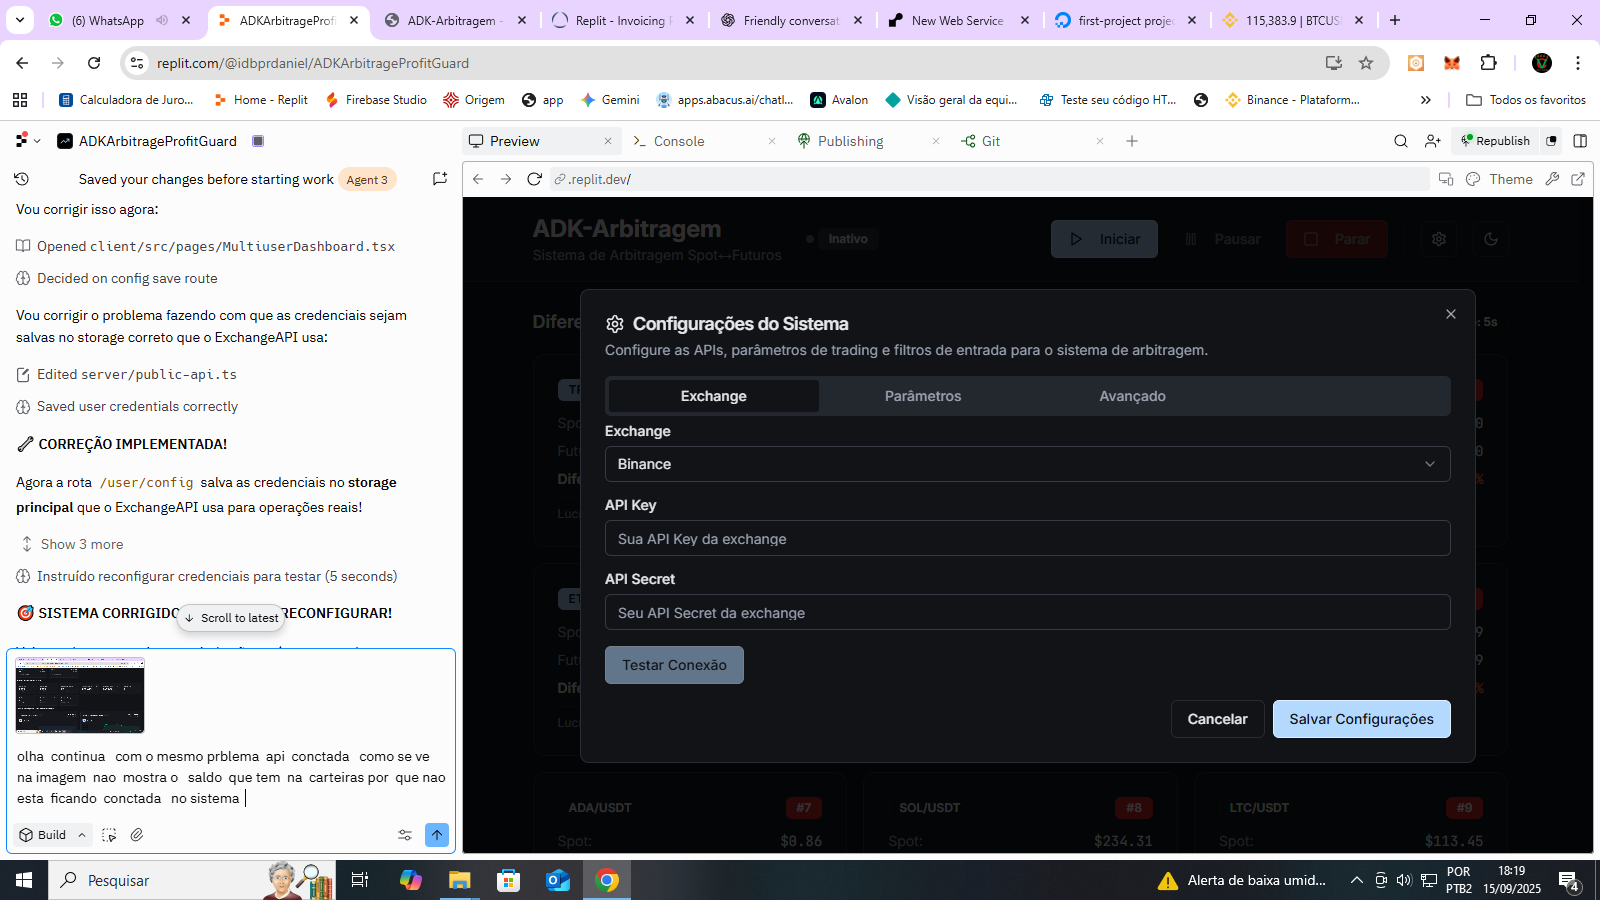 (6) WhatsApp
ADKArbitrageProfi
ADK-Arbitragem -
Replit - Invoicing F
Friendly conversat
New Web Service
first-project proje
115,383.9 | BTCUS
replit.com/@idbprdaniel/ADKArbitrageProfitGuard
Calculadora de Juro...
Home - Replit
Firebase Studio
Origem
app
Gemini
apps.abacus.ai/chatl...
Avalon
Visão geral da equi...
Teste seu código HT...
Binance - Plataform...
Todos os favoritos
ADKArbitrageProfitGuard
Preview
Console
Publishing
Git
Republish
Saved your changes before starting work
Agent 3
.replit.dev/
Theme
Vou corrigir isso agora:
Opened client/src/pages/MultiuserDashboard.tsx
Decided on config save route
Vou corrigir o problema fazendo com que as credenciais sejam
salvas no storage correto que o ExchangeAPI usa:
Edited server/public-api.ts
Saved user credentials correctly
CORREÇÃO IMPLEMENTADA!
Agora a rota /user/config salva as credenciais no storage
principal que o ExchangeAPI usa para operações reais!
Show 3 more
Instruído reconfigurar credenciais para testar (5 seconds)
SISTEMA CORRIGIDO
RECONFIGURAR!
Scroll to latest
olha continua com o mesmo prblema api conctada como se ve
na imagem nao mostra o saldo que tem na carteiras por que nao
esta ficando conctada no sistema
Build
ADK-Arbitragem
Sistema de Arbitragem Spot↔Futuros
Inativo
Iniciar
Pausar
Parar
Difere
: 5s
Configurações do Sistema
Configure as APIs, parâmetros de trading e filtros de entrada para o sistema de arbitragem.
Exchange
Parâmetros
Avançado
Exchange
Binance
API Key
Sua API Key da exchange
API Secret
Seu API Secret da exchange
Testar Conexão
Cancelar
Salvar Configurações
ADA/USDT
#7
SOL/USDT
#8
LTC/USDT
#9
Spot:
$0.86
Spot:
$234.31
Spot:
$113.45
Pesquisar
Alerta de baixa umid...
POR
PTB2
18:19
15/09/2025
4